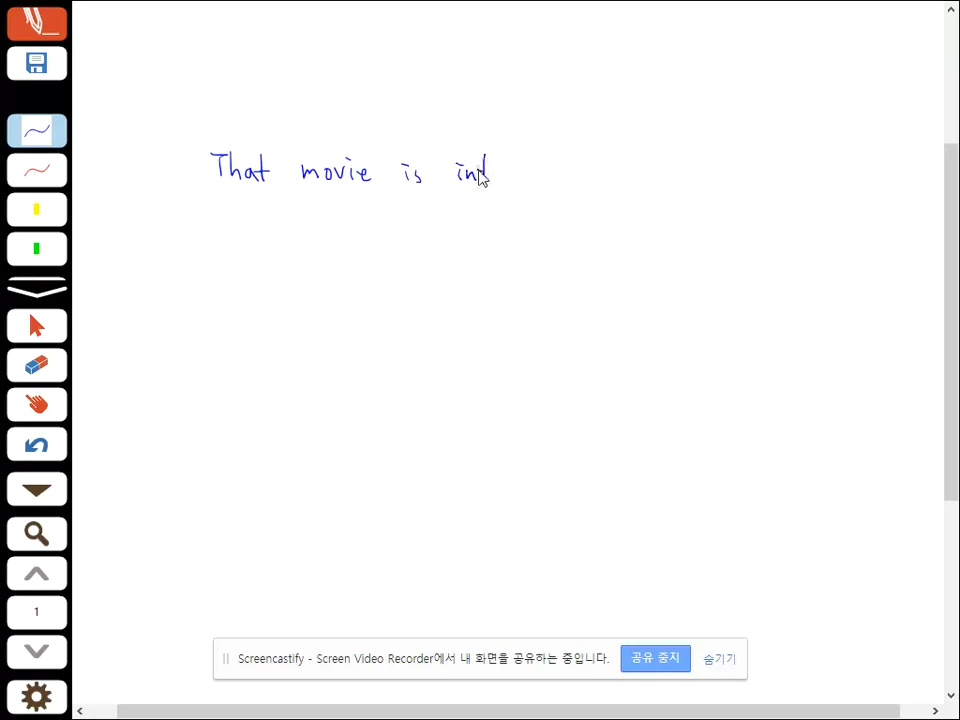 That movie is int
1
Screencastify - Screen Video Recorder에서 내 화면을 공유하는 중입니다. 공유 중지 숨기기